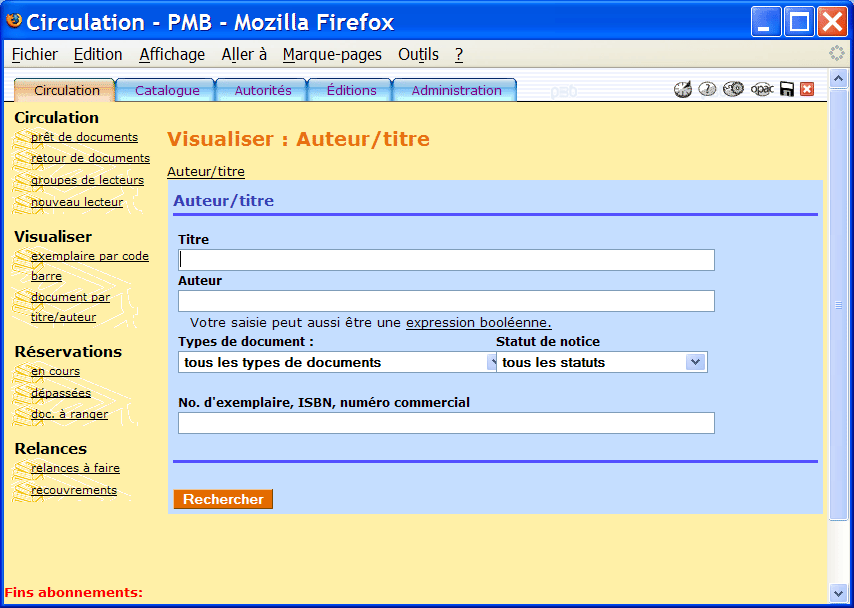 Circulation - PMB - Mozilla Firefox
Fichier Edition Affichage Aller à Marque-pages Outils ?
Circulation Catalogue Autorités Éditions Administration pmb opac
Circulation
prêt de documents
retour de documents
groupes de lecteurs
nouveau lecteur
Visualiser
exemplaire par code
barre
document par
titre/auteur
Réservations
en cours
dépassées
doc. à ranger
Relances
relances à faire
recouvrements
Visualiser : Auteur/titre
Auteur/titre
Auteur/titre
Titre
Auteur
Votre saisie peut aussi être une expression booléenne.
Types de document : Statut de notice
tous les types de documents tous les statuts
No. d'exemplaire, ISBN, numéro commercial
Rechercher
Fins abonnements: